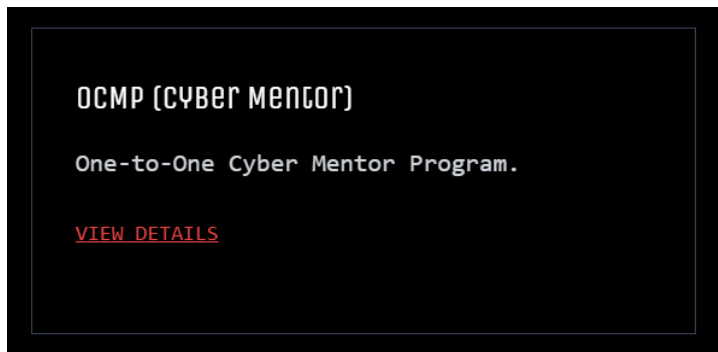 OCMP (Cyber Mentor)
One-to-One Cyber Mentor Program.
VIEW DETAILS